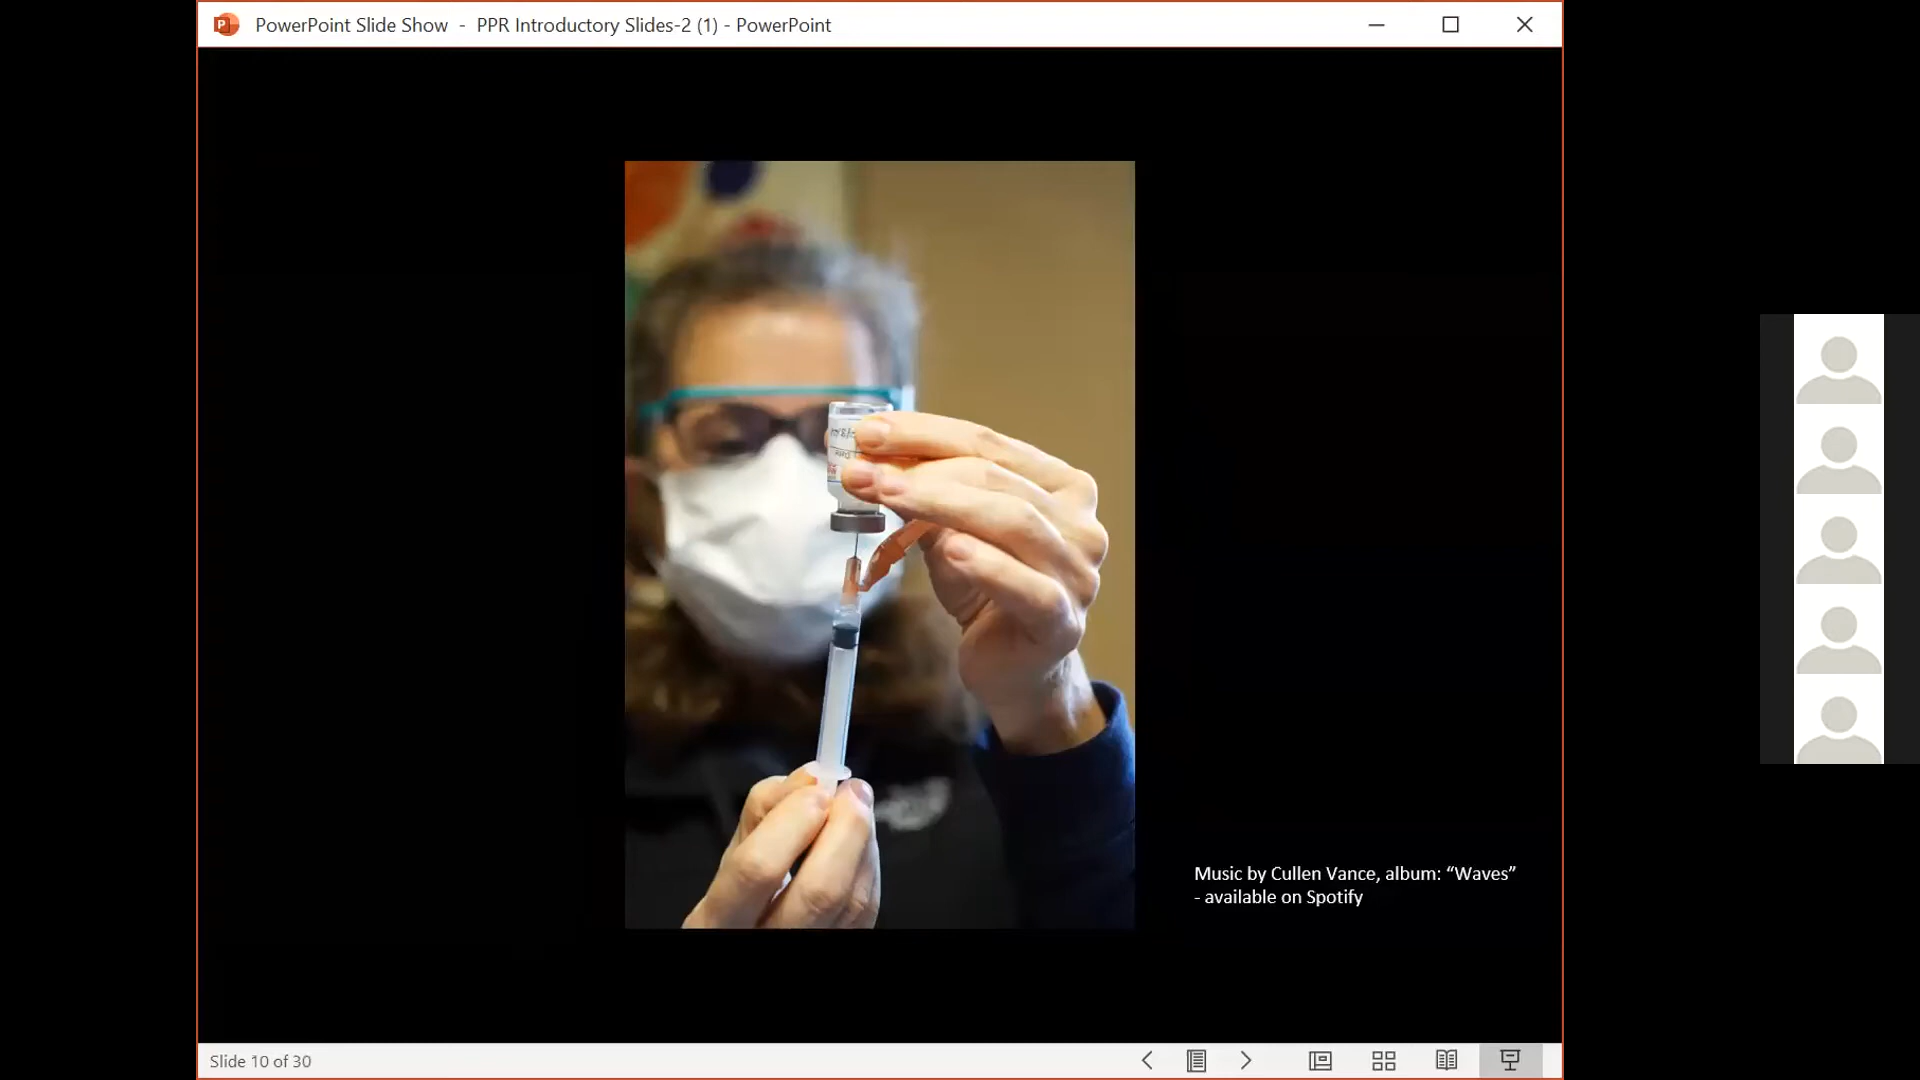 PowerPoint Slide Show - PPR Introductory Slides-2 (1) - PowerPoint
Music by Cullen Vance, album: “Waves”
- available on Spotify
Slide 10 of 30